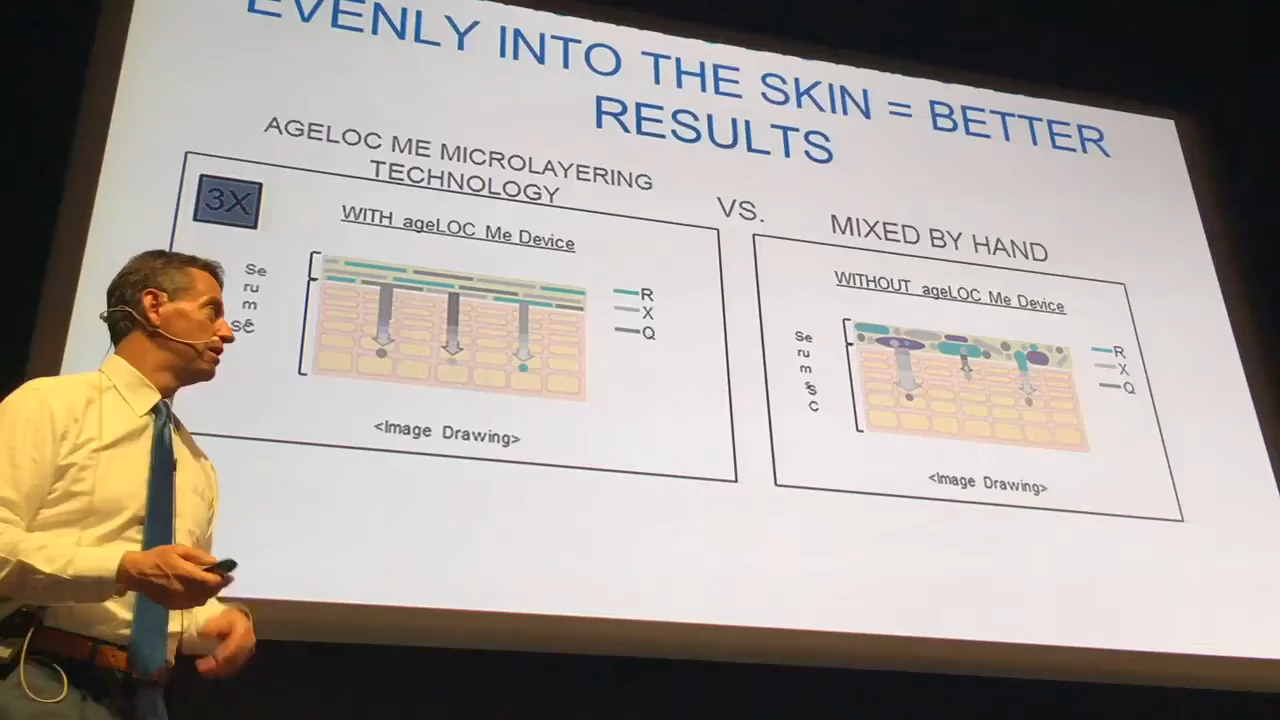 EVENLY INTO THE SKIN = BETTER
RESULTS
AGELOC ME MICROLAYERING
TECHNOLOGY
VS.
MIXED BY HAND
3X
WITH ageLOC Me Device
Se
ru
m
&
R
X
Q
<Image Drawing>
WITHOUT ageLOC Me Device
Se
ru
m
&
S
C
R
X
Q
<Image Drawing>